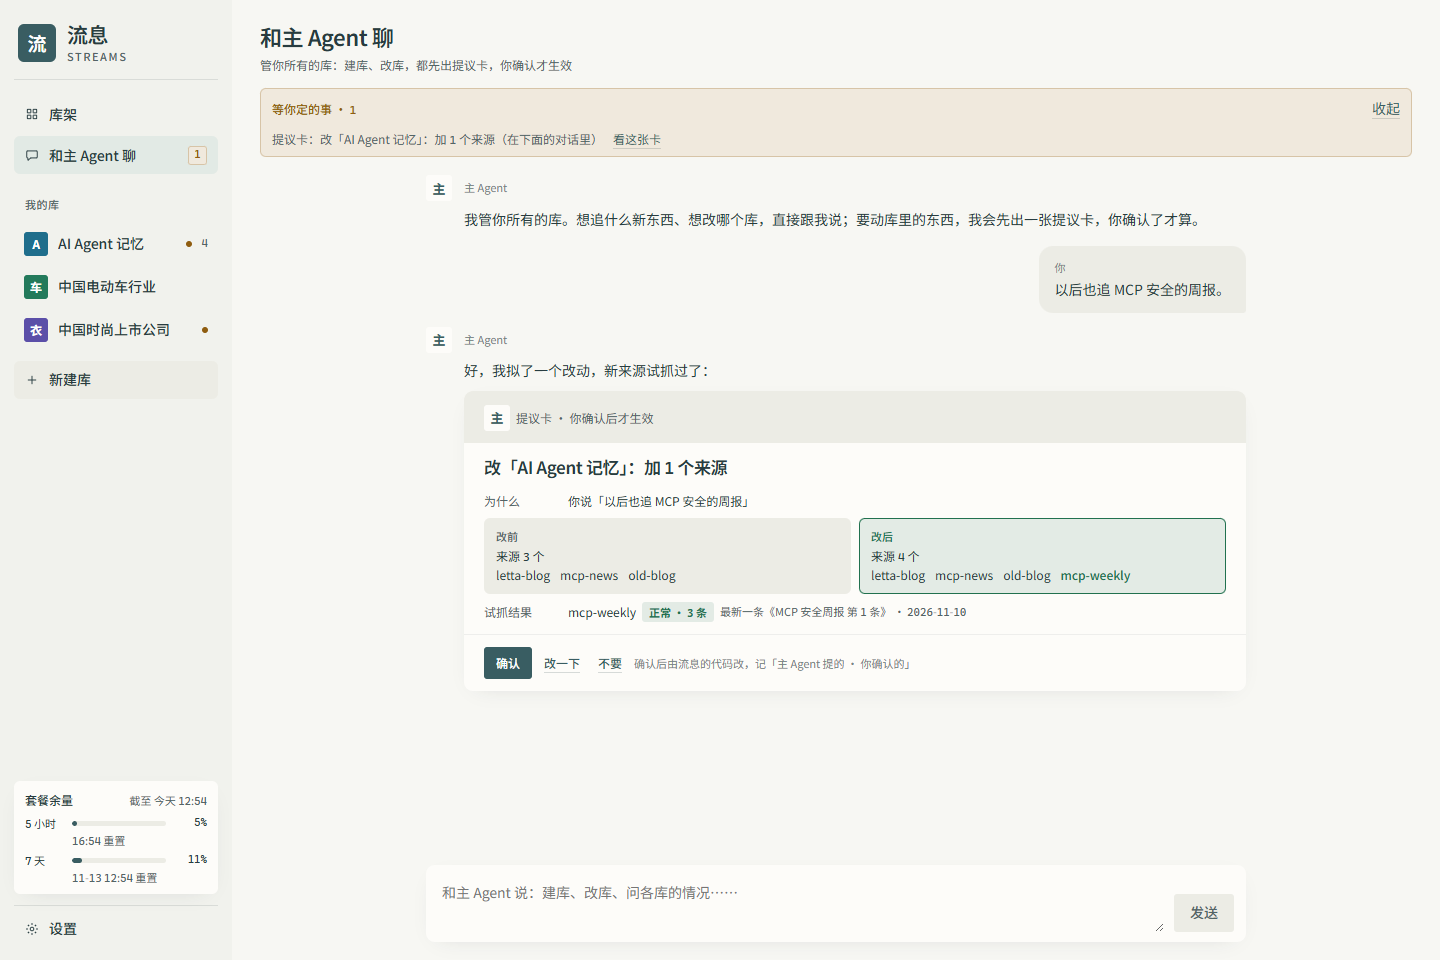 流
流息
STREAMS
库架
和主 Agent 聊
1
我的库
A
AI Agent 记忆
4
车
中国电动车行业
衣
中国时尚上市公司
新建库
套餐余量
截至 今天 12:54
5 小时
5%
16:54 重置
7 天
11%
11-13 12:54 重置
设置
和主 Agent 聊
管你所有的库：建库、改库，都先出提议卡，你确认才生效
等你定的事 · 1
收起
提议卡：改「AI Agent 记忆」：加 1 个来源（在下面的对话里）
看这张卡
主
主 Agent
我管你所有的库。想追什么新东西、想改哪个库，直接跟我说；要动库里的东西，我会先出一张提议卡，你确认了才算。
你
以后也追 MCP 安全的周报。
主
主 Agent
好，我拟了一个改动，新来源试抓过了：
主
提议卡 · 你确认后才生效
改「AI Agent 记忆」：加 1 个来源
为什么
你说「以后也追 MCP 安全的周报」
改前
来源 3 个
letta-blog mcp-news old-blog
改后
来源 4 个
letta-blog mcp-news old-blog mcp-weekly
试抓结果
mcp-weekly
正常 · 3 条
最新一条《MCP 安全周报 第 1 条》 · 2026-11-10
确认
改一下
不要
确认后由流息的代码改，记「主 Agent 提的 · 你确认的」
和主 Agent 说：建库、改库、问各库的情况……
发送